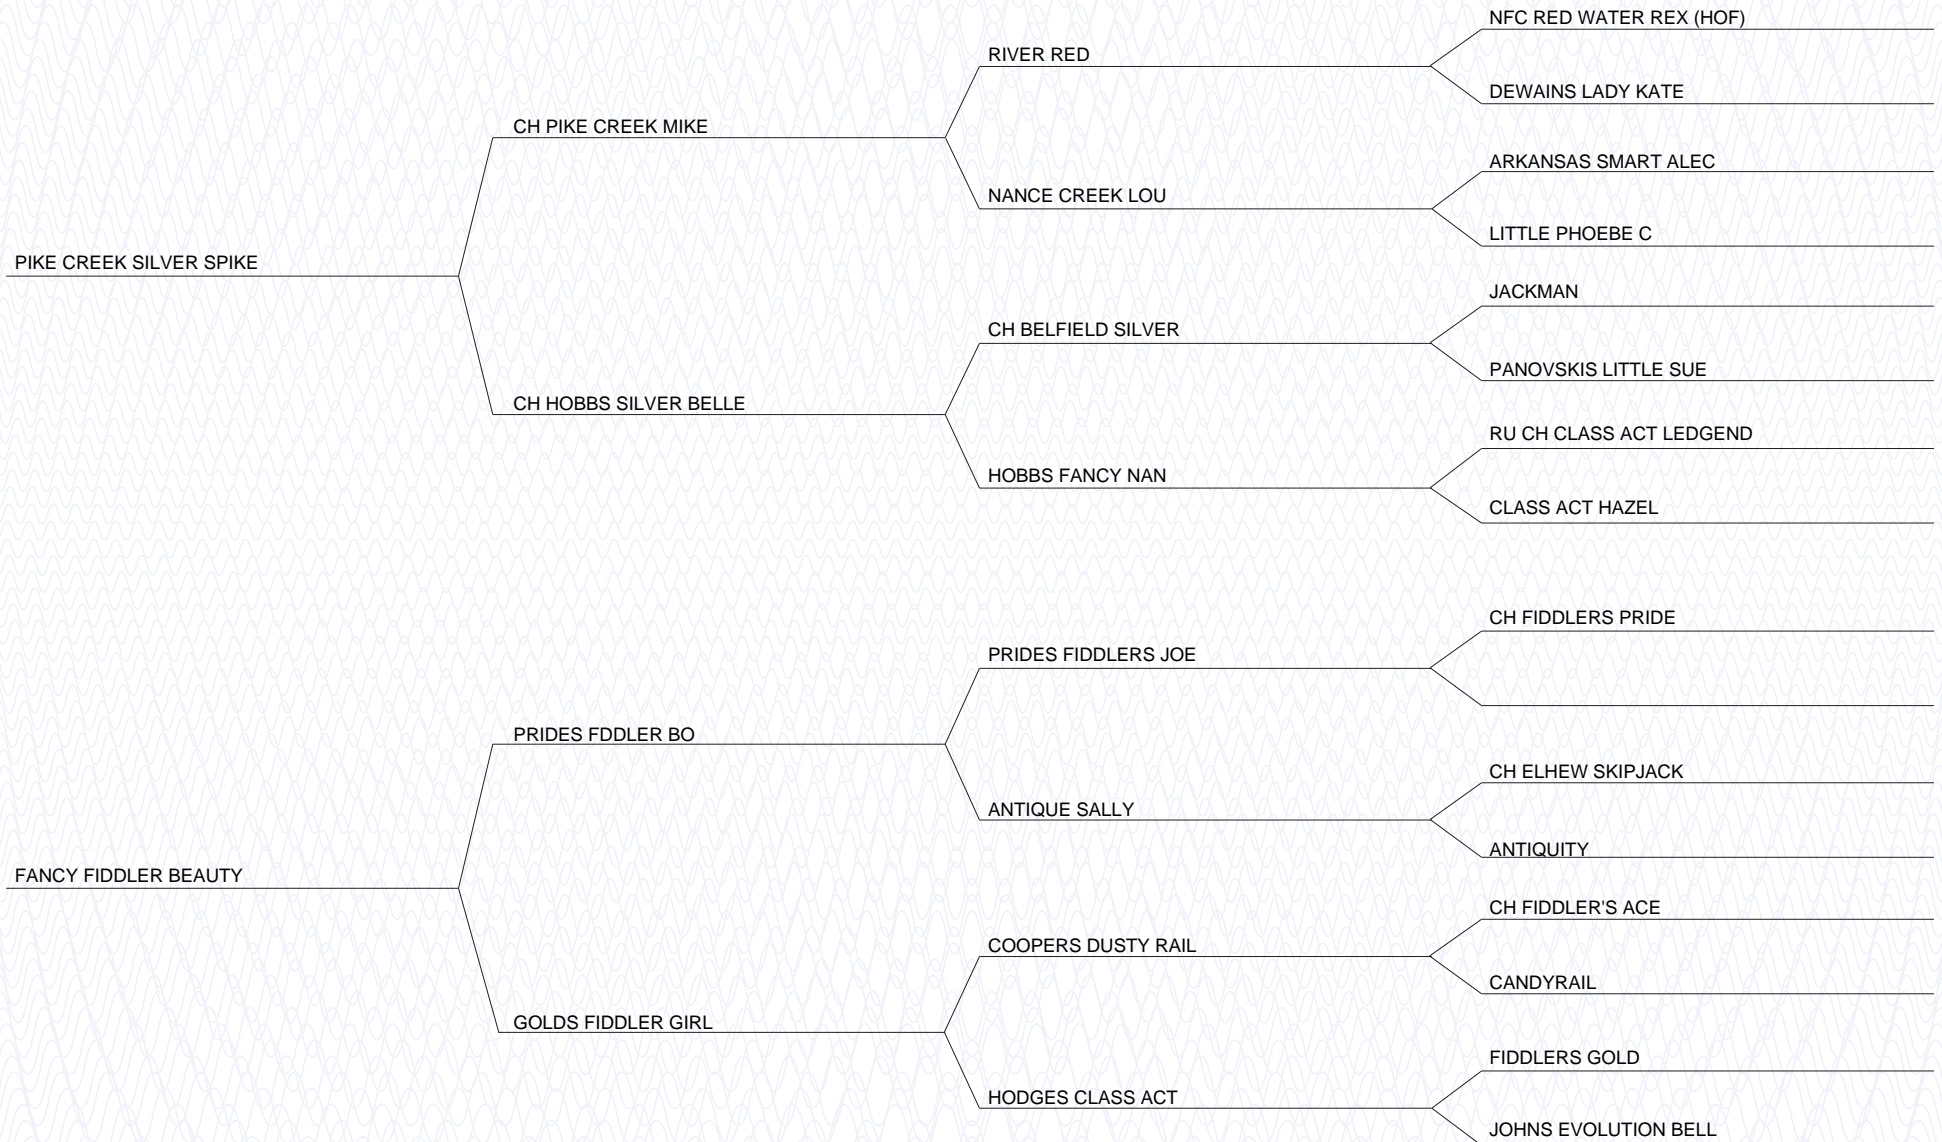 NFC RED WATER REX (HOF)
RIVER RED
DEWAINS LADY KATE
CH PIKE CREEK MIKE
ARKANSAS SMART ALEC
NANCE CREEK LOU
LITTLE PHOEBE C
PIKE CREEK SILVER SPIKE
JACKMAN
CH BELFIELD SILVER
PANOVSKIS LITTLE SUE
CH HOBBS SILVER BELLE
RU CH CLASS ACT LEDGEND
HOBBS FANCY NAN
CLASS ACT HAZEL
CH FIDDLERS PRIDE
PRIDES FIDDLERS JOE
PRIDES FDDLER BO
CH ELHEW SKIPJACK
ANTIQUE SALLY
ANTIQUITY
FANCY FIDDLER BEAUTY
CH FIDDLER'S ACE
COOPERS DUSTY RAIL
CANDYRAIL
GOLDS FIDDLER GIRL
FIDDLERS GOLD
HODGES CLASS ACT
JOHNS EVOLUTION BELL